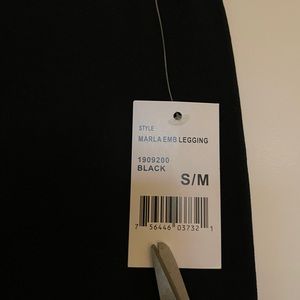 STYLE
MARLA EMB LEGGING
1909200
BLACK
S/M
7 56446 03732 1